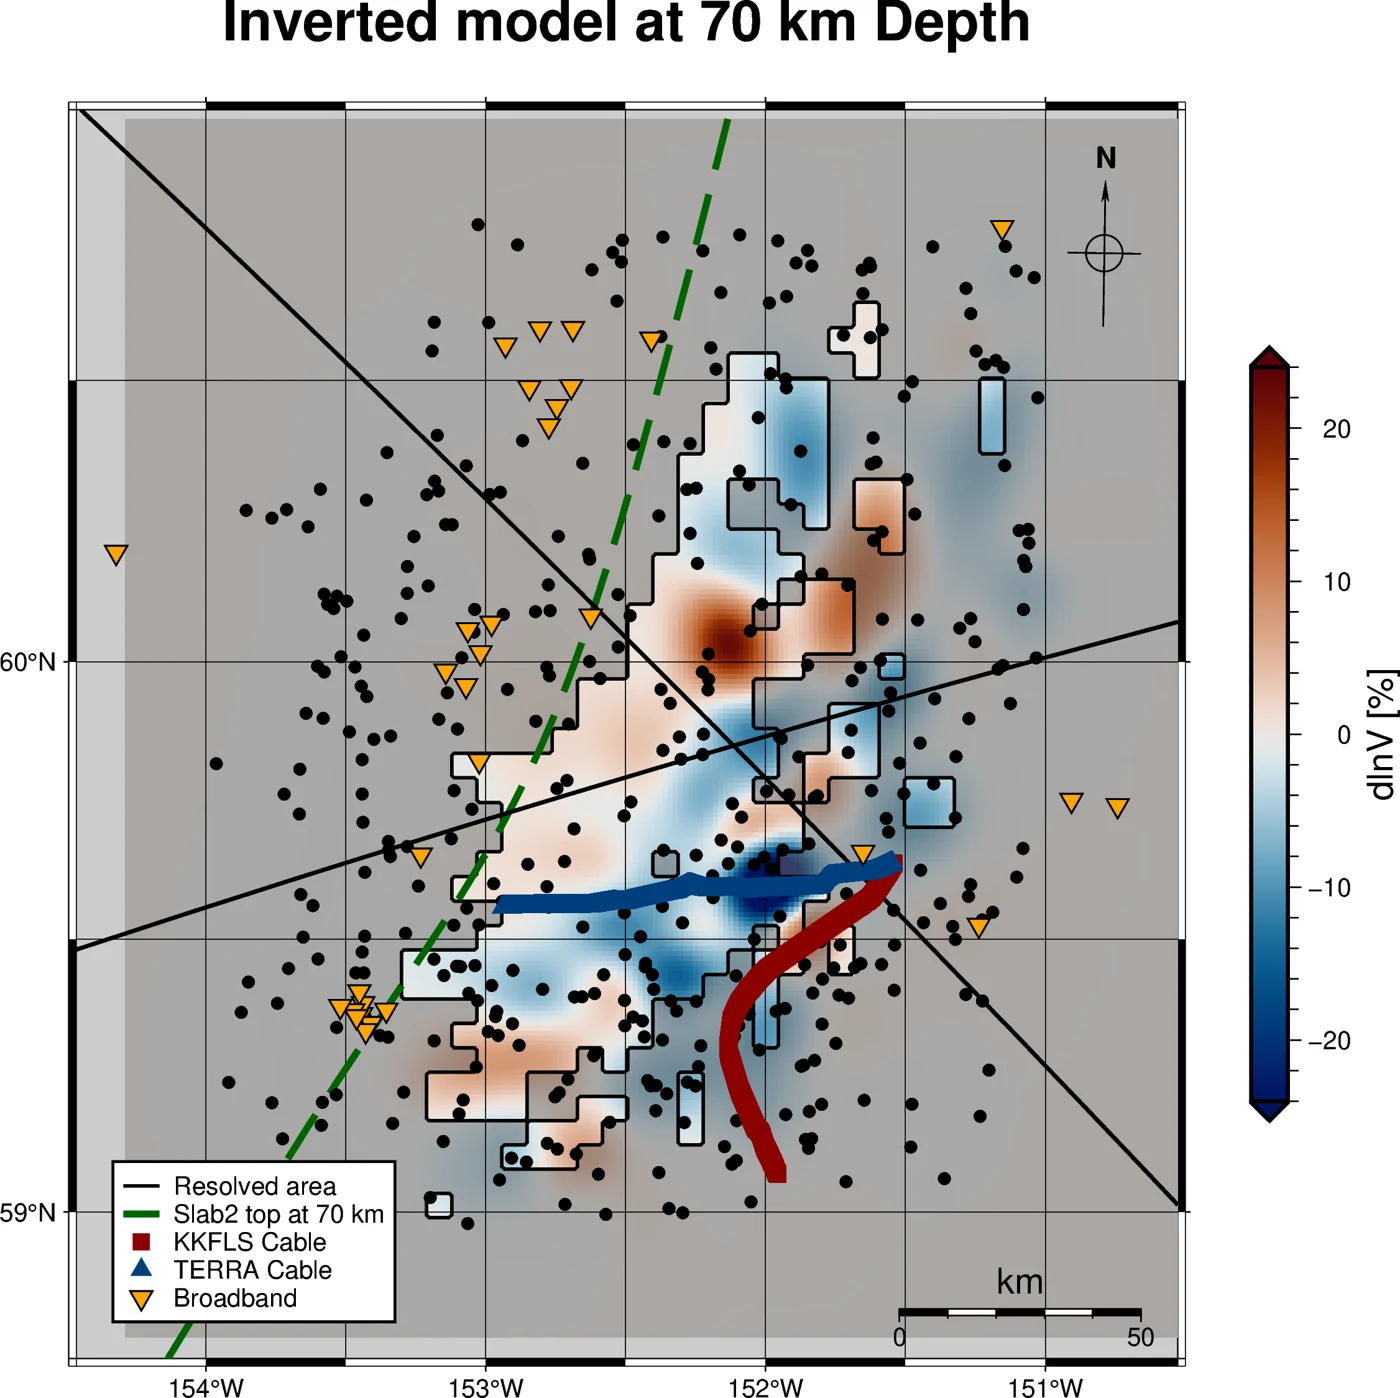 Inverted model at 70 km Depth
N
20
10
0
−10
−20
dlnV [%]
60°N
59°N
Resolved area
Slab2 top at 70 km
KKFLS Cable
TERRA Cable
Broadband
km
0 50
154°W 153°W 152°W 151°W